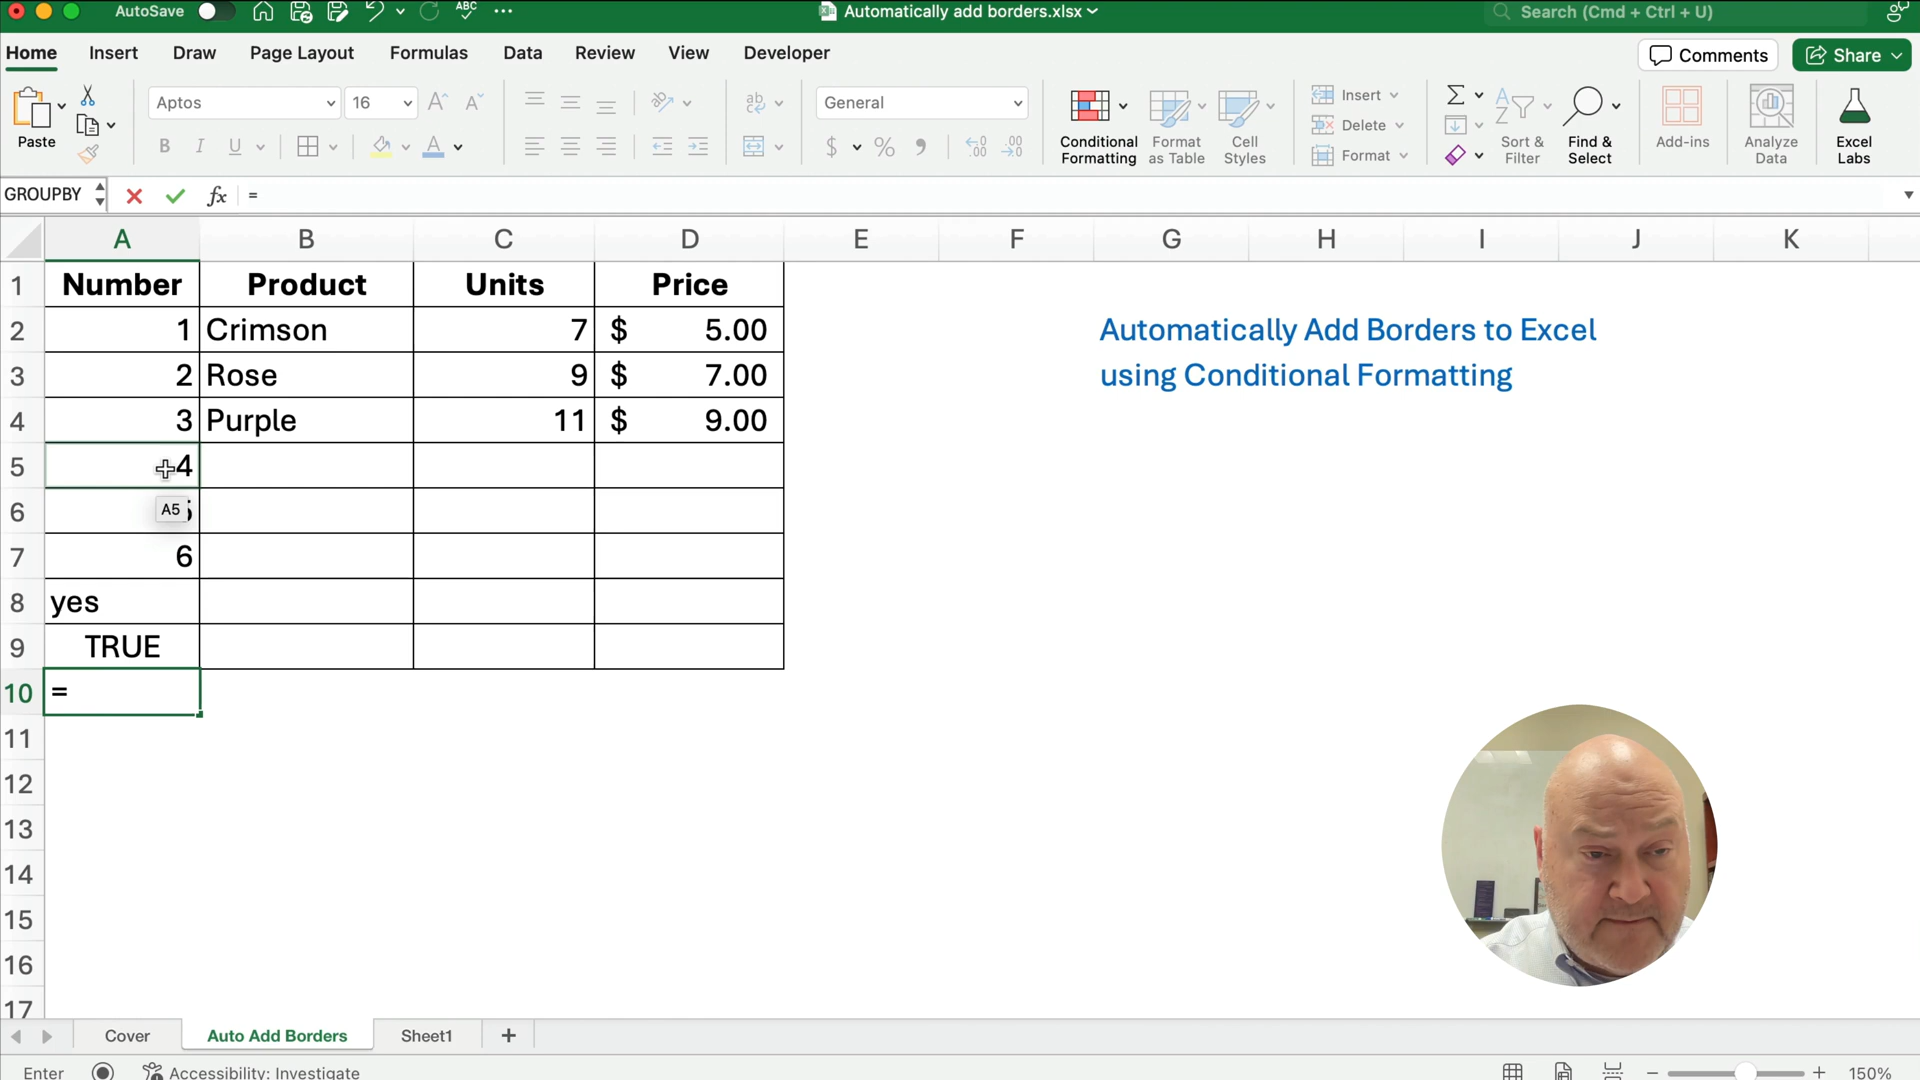 AutoSave
ABC
Automatically add borders.xlsx
Search (Cmd + Ctrl + U)
Home Insert Draw Page Layout Formulas Data Review View Developer
Comments
Share
Paste
Aptos
16
General
Conditional Formatting
Format as Table
Cell Styles
Insert
Delete
Format
Sort & Filter
Find & Select
Add-ins
Analyze Data
Excel Labs
GROUPBY
fx
=
A B C D E F G H I J K
1 Number Product Units Price
2 1 Crimson 7 $ 5.00
3 2 Rose 9 $ 7.00
4 3 Purple 11 $ 9.00
5 4
6 A5
7 6
8 yes
9 TRUE
10 =
11
12
13
14
15
16
17
Automatically Add Borders to Excel
using Conditional Formatting
Cover Auto Add Borders Sheet1 +
Enter
Accessibility: Investigate
150%